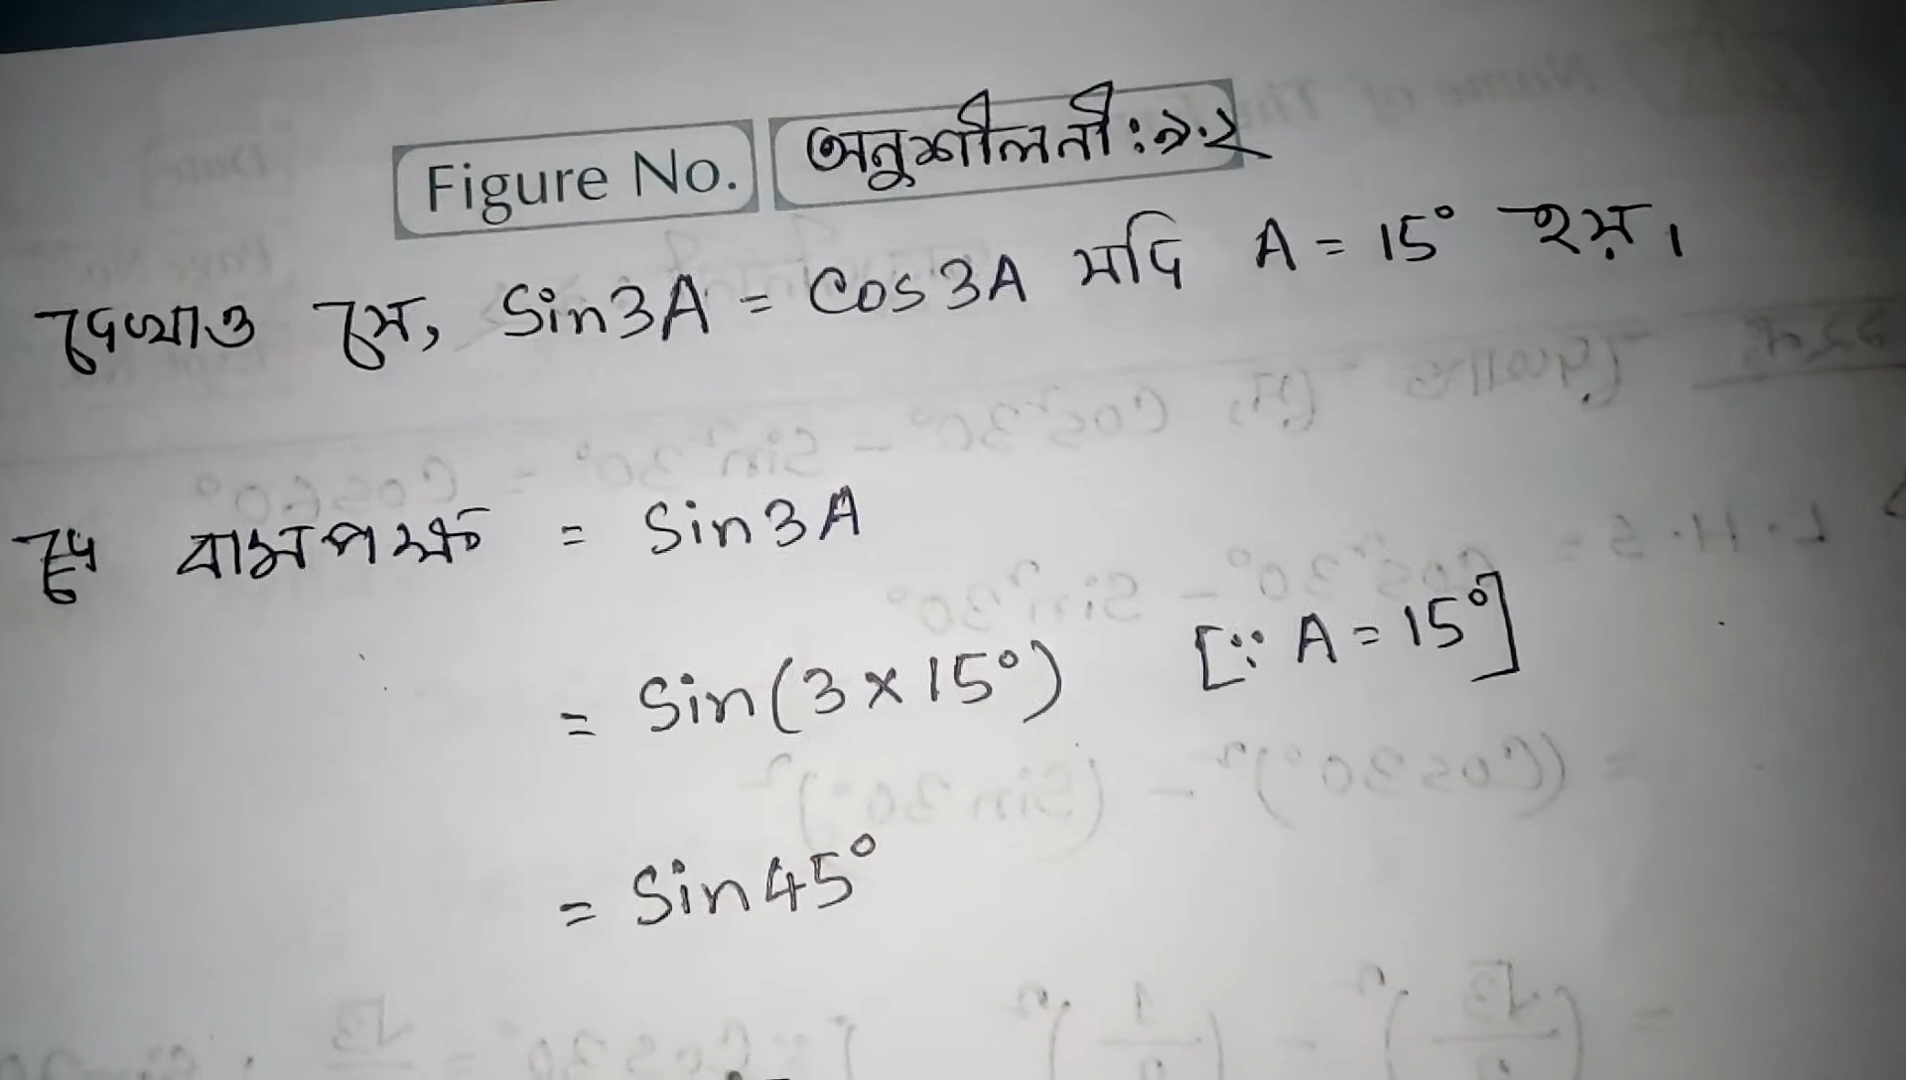 Figure No. অনুশীলনী : ৯.২
দেখাও যে, Sin3A = Cos3A যদি A = 15° হয়।
বামপক্ষ = Sin3A
= Sin(3×15°) [∵ A = 15°]
= Sin45°